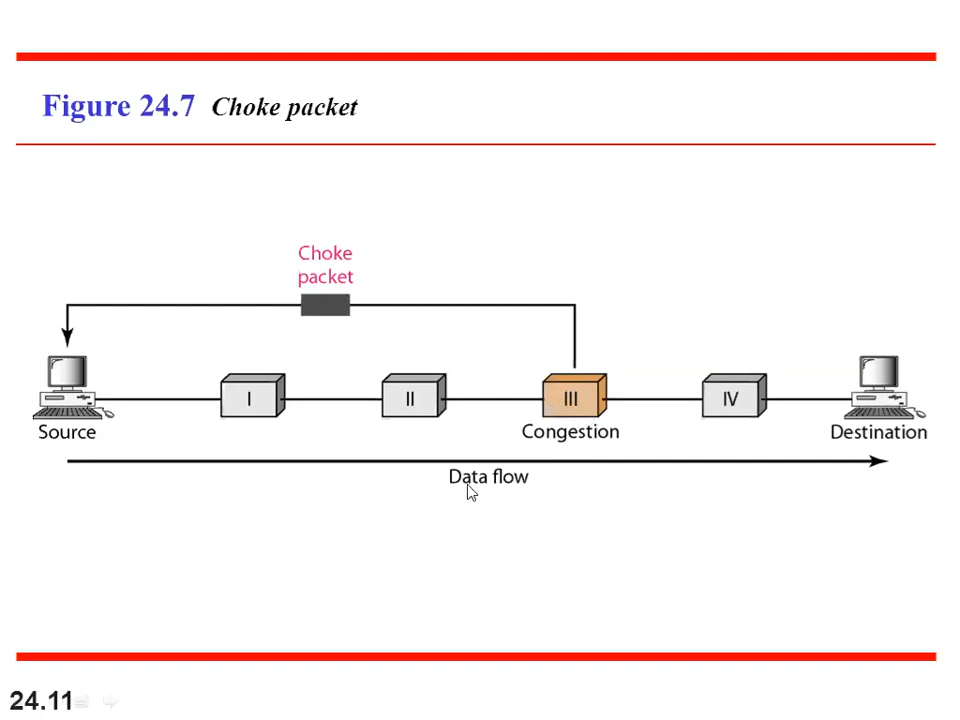 Figure 24.7 Choke packet
Choke
packet
I II III IV
Source Congestion Destination
Data flow
24.11